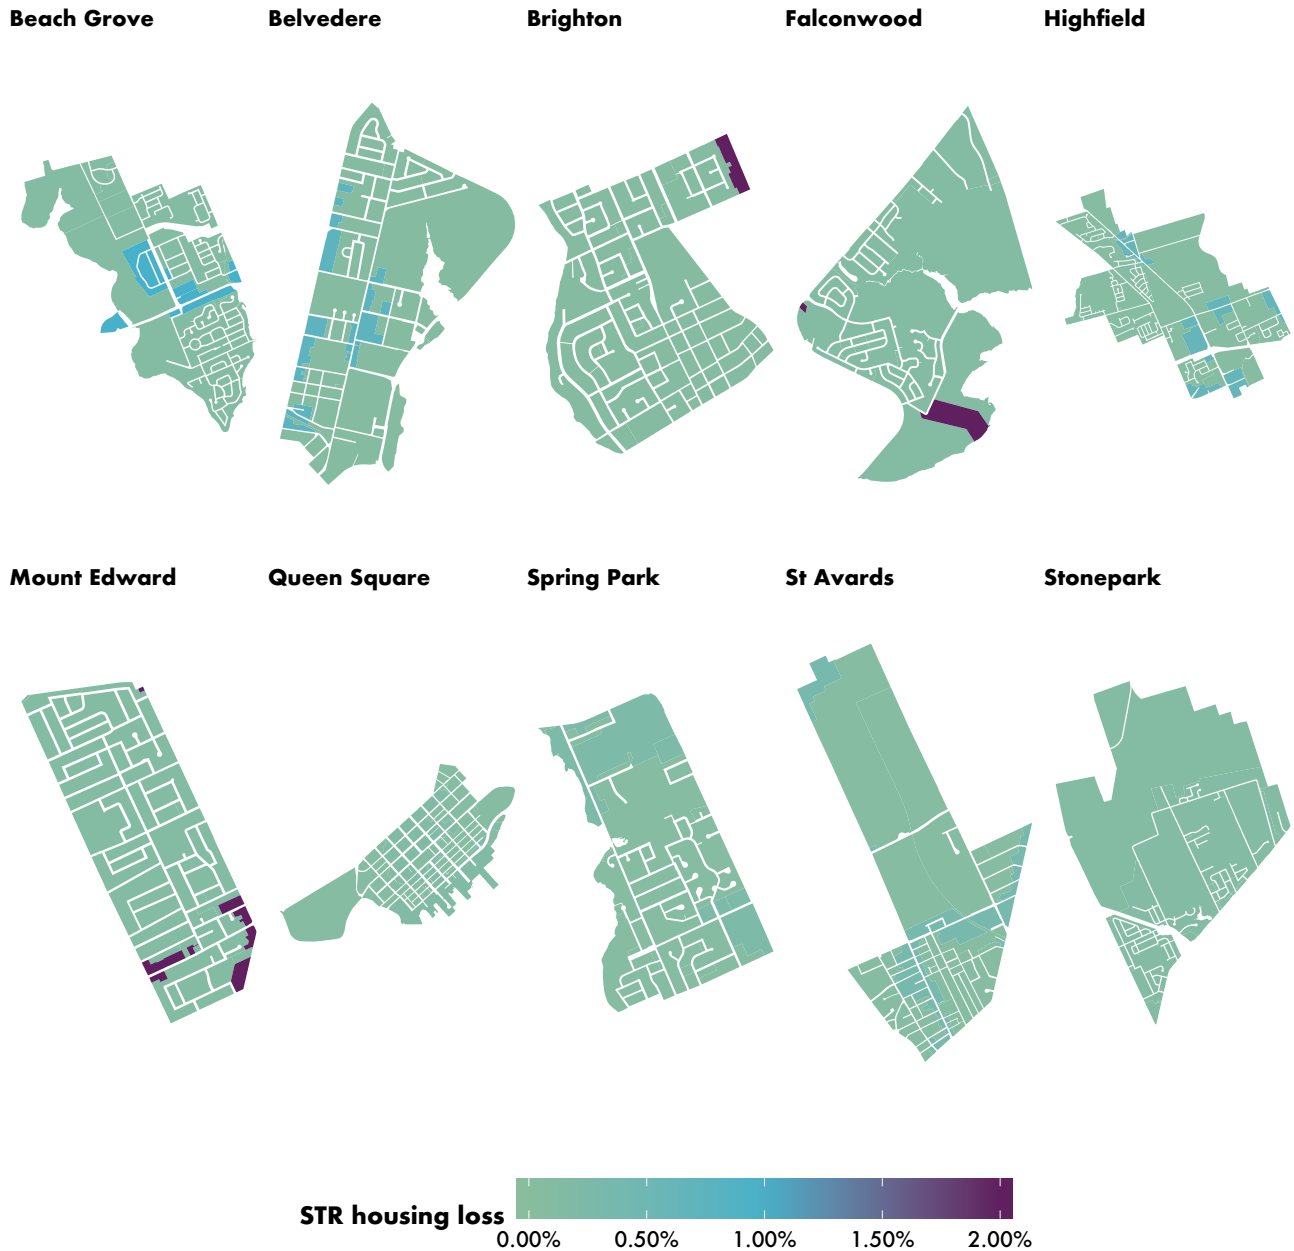 Beach Grove
Belvedere
Brighton
Falconwood
Highfield
Mount Edward
Queen Square
Spring Park
St Avards
Stonepark
STR housing loss
0.00%
0.50%
1.00%
1.50%
2.00%